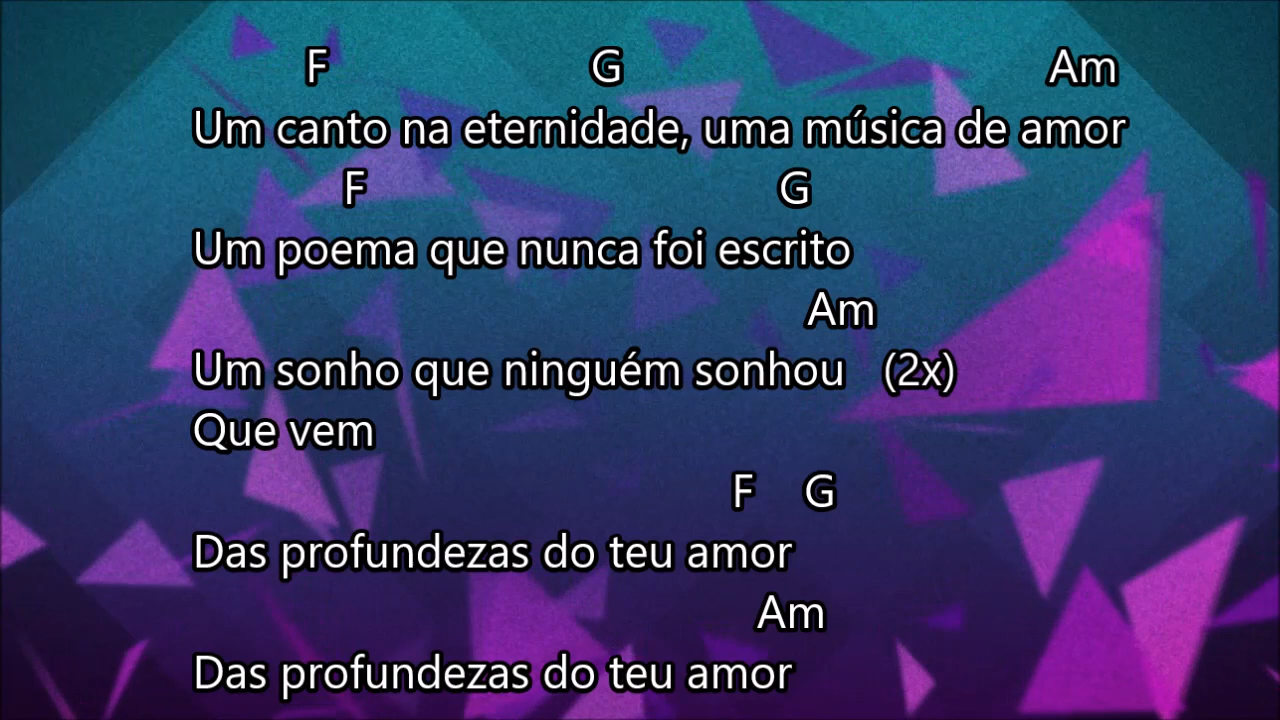 F G Am
Um canto na eternidade, uma música de amor
F G
Um poema que nunca foi escrito
Am
Um sonho que ninguém sonhou (2x)
Que vem
F G
Das profundezas do teu amor
Am
Das profundezas do teu amor